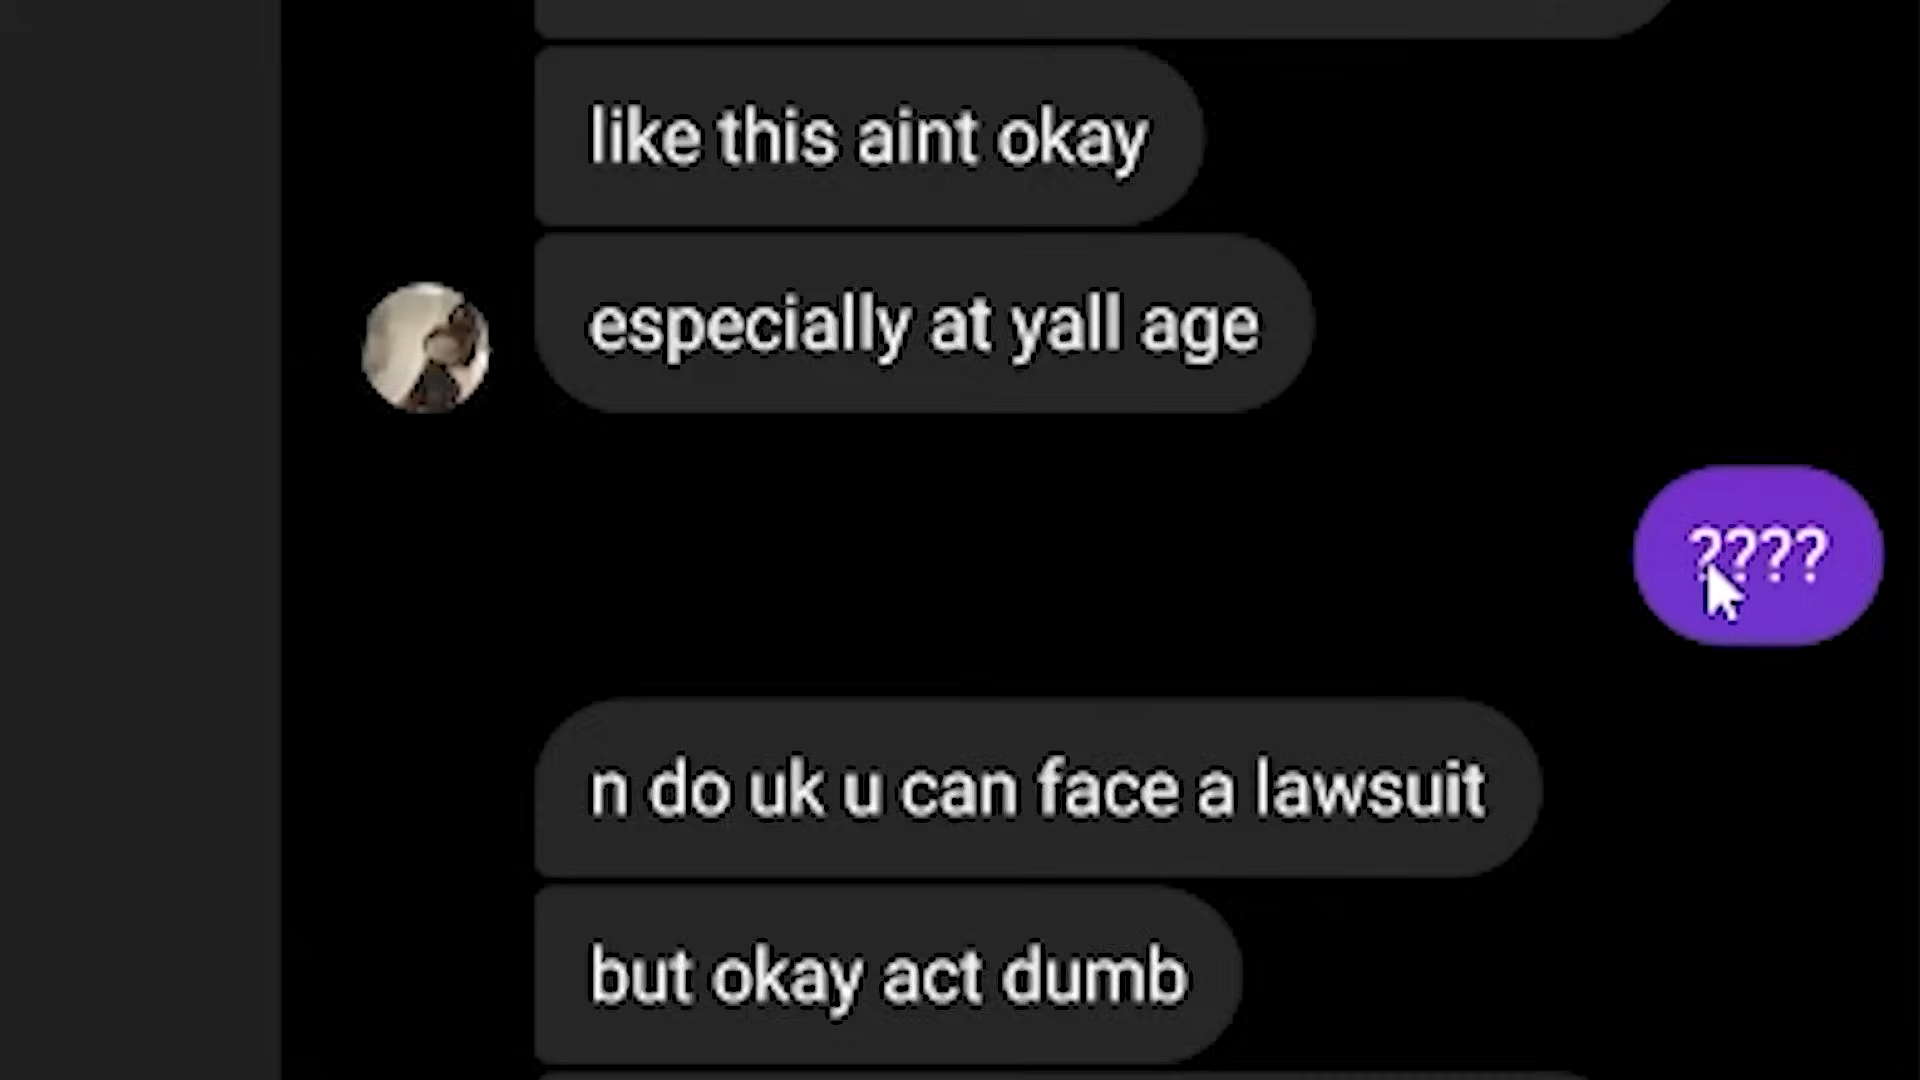 like this aint okay
especially at yall age
????
n do uk u can face a lawsuit
but okay act dumb